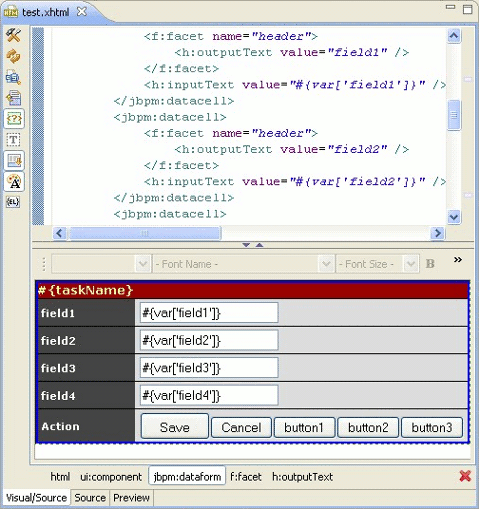 test.xhtml
<f:facet name="header">
<h:outputText value="field1" />
</f:facet>
<h:inputText value="#{var['field1']}" />
</jbpm:datacell>
<jbpm:datacell>
<f:facet name="header">
<h:outputText value="field2" />
</f:facet>
<h:inputText value="#{var['field2']}" />
</jbpm:datacell>
<jbpm:datacell>
- Font Name - - Font Size - B »
#{taskName}
field1 #{var['field1']}
field2 #{var['field2']}
field3 #{var['field3']}
field4 #{var['field4']}
Action Save Cancel button1 button2 button3
html ui:component jbpm:dataform f:facet h:outputText
Visual/Source Source Preview